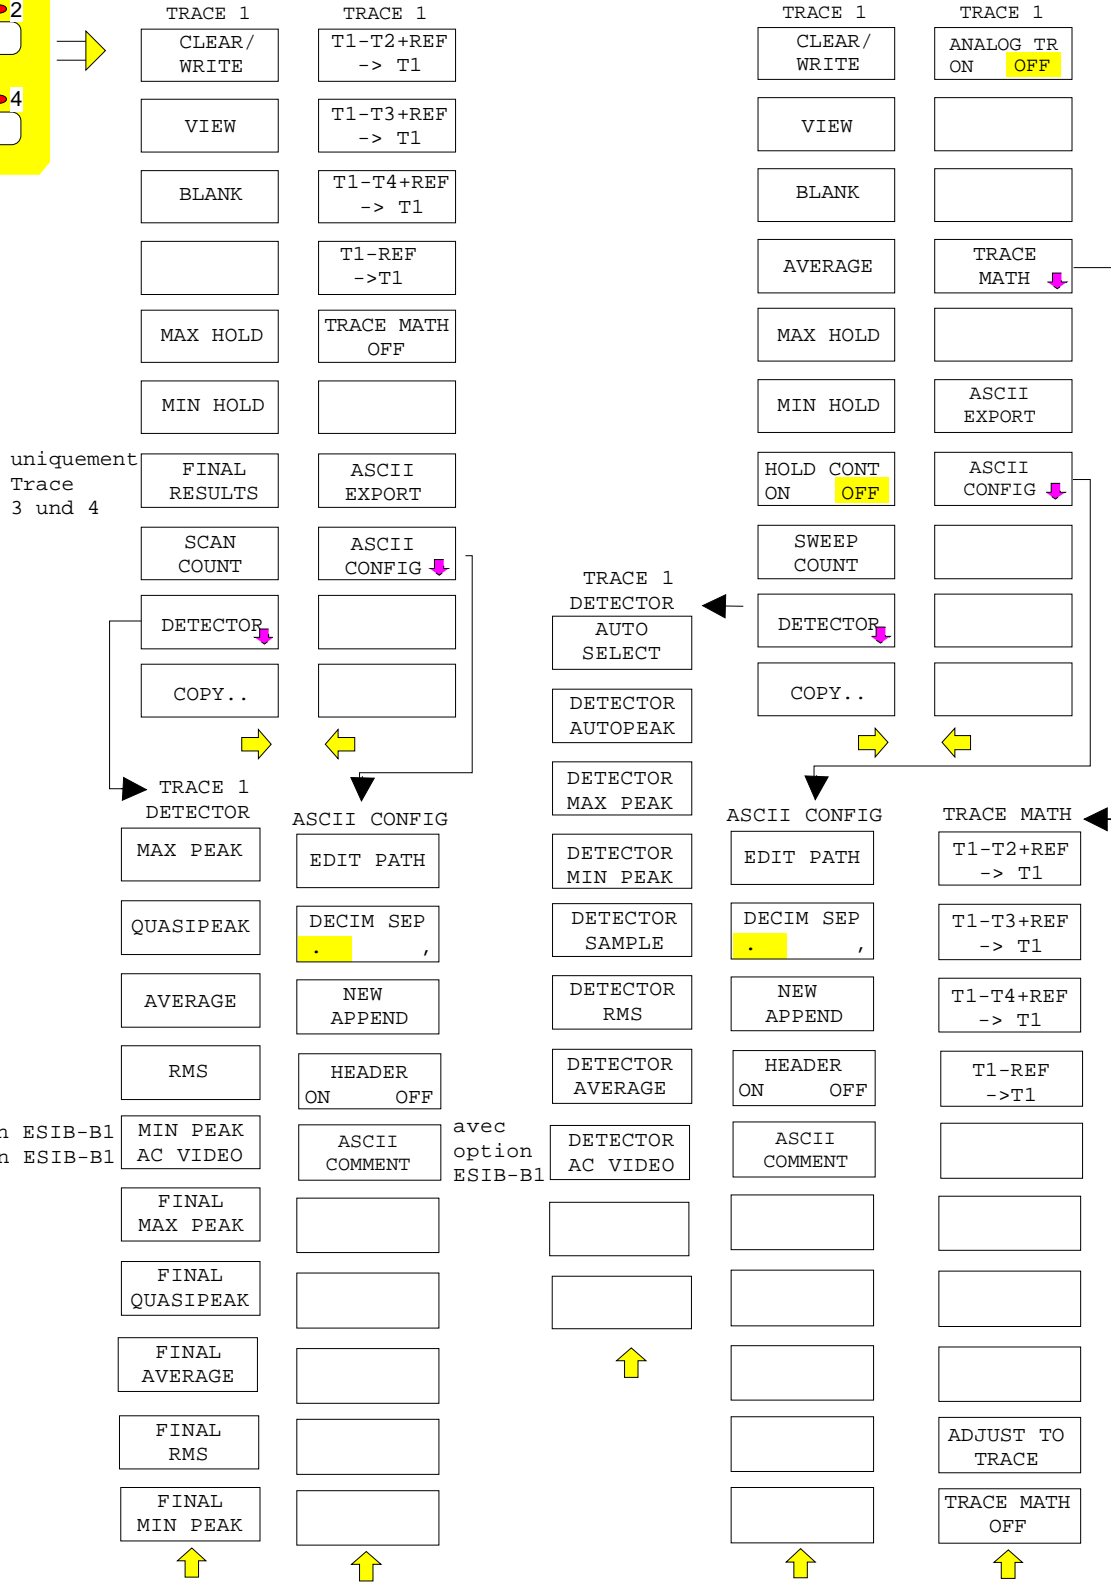 2
4
TRACE 1
CLEAR/
WRITE
VIEW
BLANK
MAX HOLD
MIN HOLD
uniquement
Trace
3 und 4
FINAL
RESULTS
SCAN
COUNT
DETECTOR
COPY..
TRACE 1
T1-T2+REF
-> T1
T1-T3+REF
-> T1
T1-T4+REF
-> T1
T1-REF
->T1
TRACE MATH
OFF
ASCII
EXPORT
ASCII
CONFIG
TRACE 1
DETECTOR
MAX PEAK
QUASIPEAK
AVERAGE
RMS
n ESIB-B1
n ESIB-B1
MIN PEAK
AC VIDEO
FINAL
MAX PEAK
FINAL
QUASIPEAK
FINAL
AVERAGE
FINAL
RMS
FINAL
MIN PEAK
ASCII CONFIG
EDIT PATH
DECIM SEP
. ,
NEW
APPEND
HEADER
ON OFF
ASCII
COMMENT
TRACE 1
DETECTOR
AUTO
SELECT
DETECTOR
AUTOPEAK
DETECTOR
MAX PEAK
DETECTOR
MIN PEAK
DETECTOR
SAMPLE
DETECTOR
RMS
DETECTOR
AVERAGE
avec
option
ESIB-B1
DETECTOR
AC VIDEO
TRACE 1
CLEAR/
WRITE
VIEW
BLANK
AVERAGE
MAX HOLD
MIN HOLD
HOLD CONT
ON OFF
SWEEP
COUNT
DETECTOR
COPY..
TRACE 1
ANALOG TR
ON OFF
TRACE
MATH
ASCII
EXPORT
ASCII
CONFIG
ASCII CONFIG
EDIT PATH
DECIM SEP
. ,
NEW
APPEND
HEADER
ON OFF
ASCII
COMMENT
TRACE MATH
T1-T2+REF
-> T1
T1-T3+REF
-> T1
T1-T4+REF
-> T1
T1-REF
->T1
ADJUST TO
TRACE
TRACE MATH
OFF